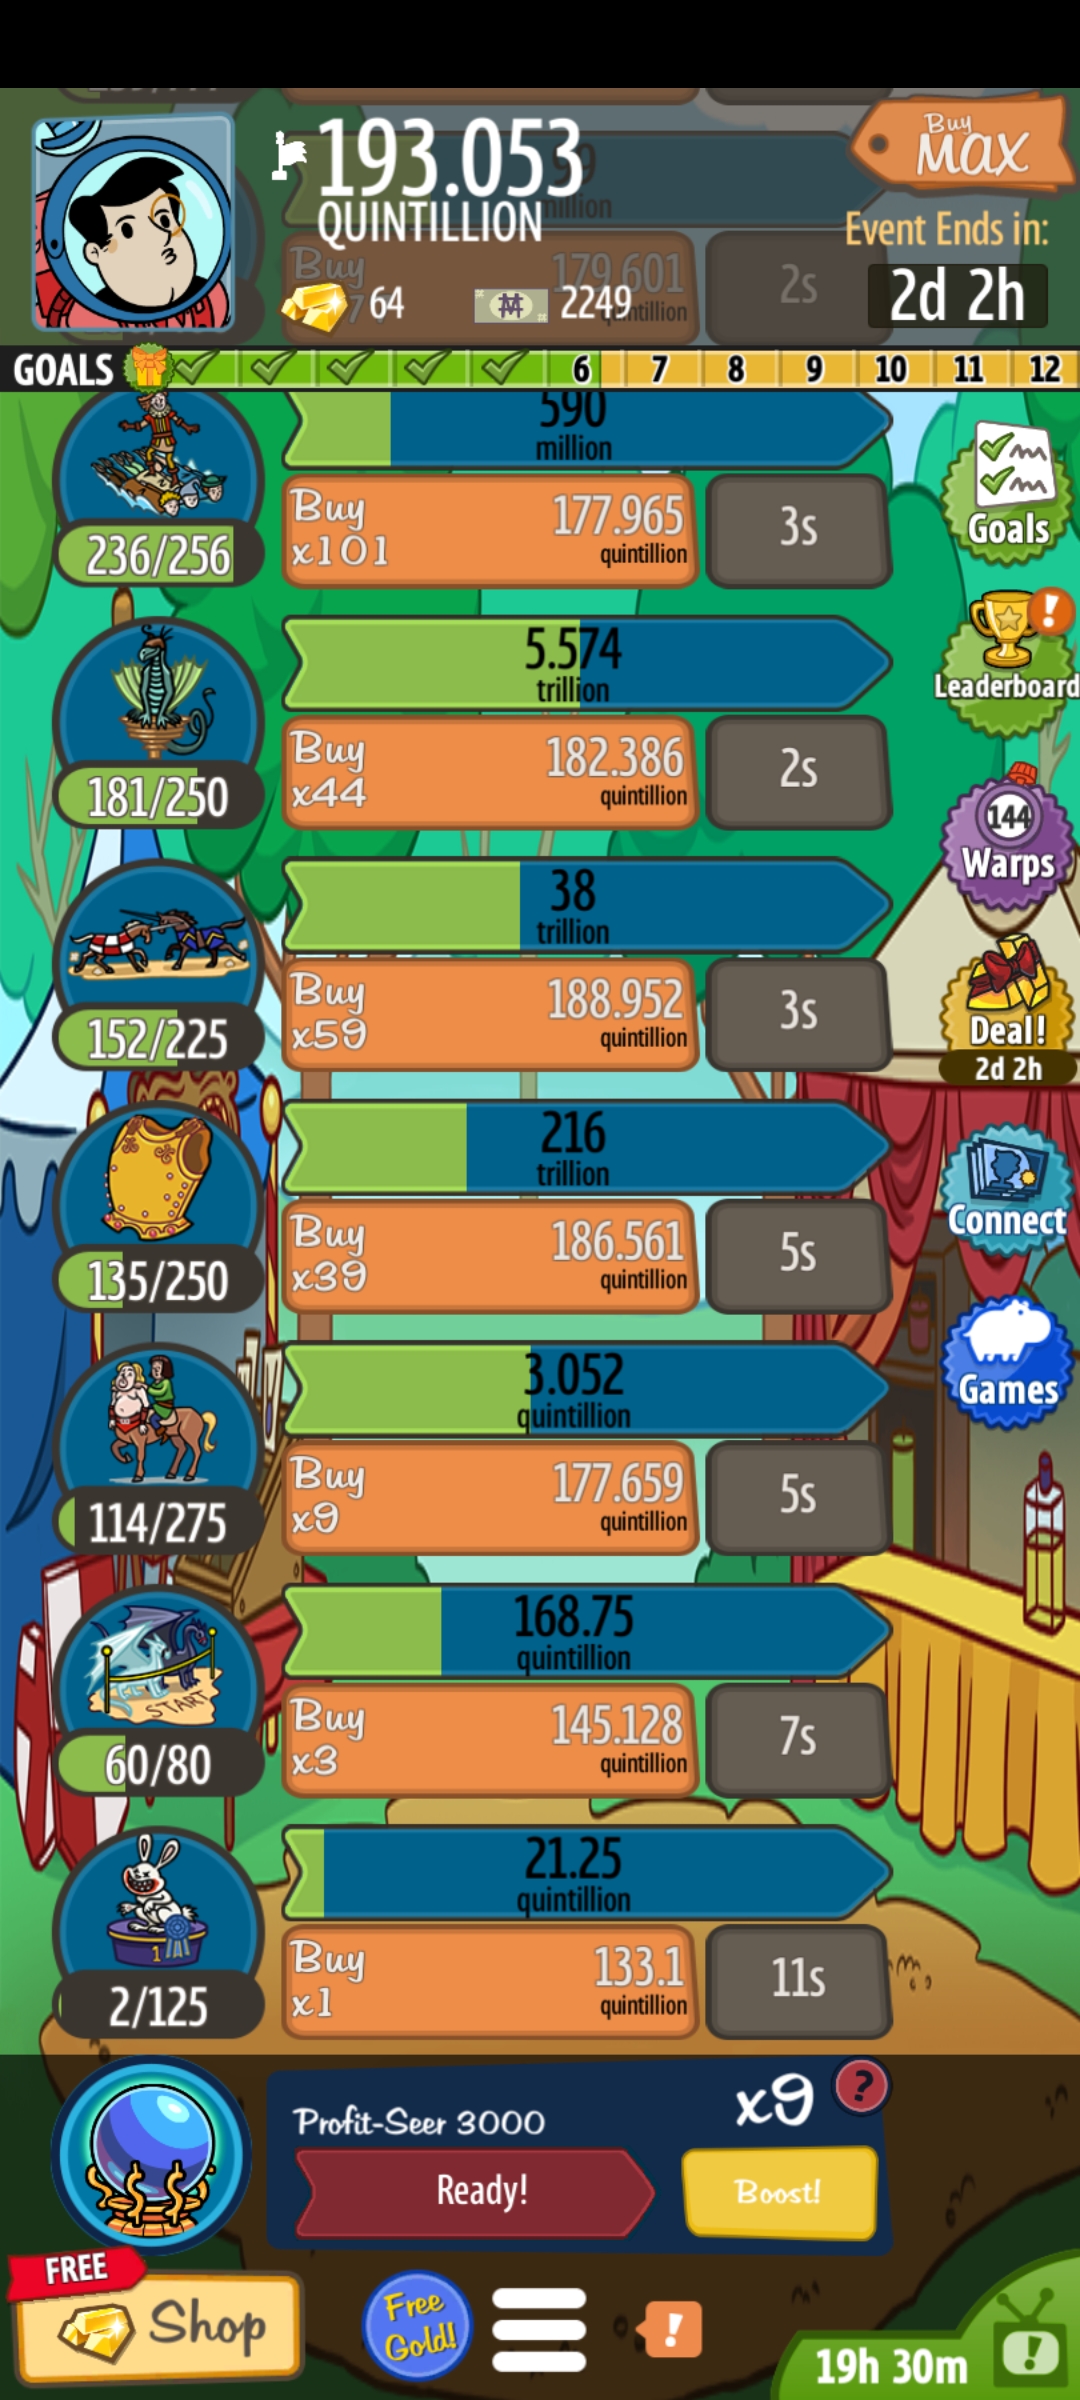 193.053
QUINTILLION
Buy
MAX
Event Ends in:
2d 2h
64
2249
Buy
179.601
2s
GOALS
6
7
8
9
10
11
12
590
million
236/256
Buy
x101
177.965
quintillion
3s
Goals
5.574
trillion
181/250
Buy
x44
182.386
quintillion
2s
!
Leaderboard
38
trillion
152/225
Buy
x59
188.952
quintillion
3s
144
Warps
Deal!
2d 2h
216
trillion
135/250
Buy
x39
186.561
quintillion
5s
Connect
3.052
quintillion
114/275
Buy
x9
177.659
quintillion
5s
Games
168.75
quintillion
START
60/80
Buy
x3
145.128
quintillion
7s
21.25
quintillion
1
2/125
Buy
x1
133.1
quintillion
11s
Profit-Seer 3000
x9
?
Ready!
Boost!
FREE
Shop
Free
Gold!
!
!
19h 30m